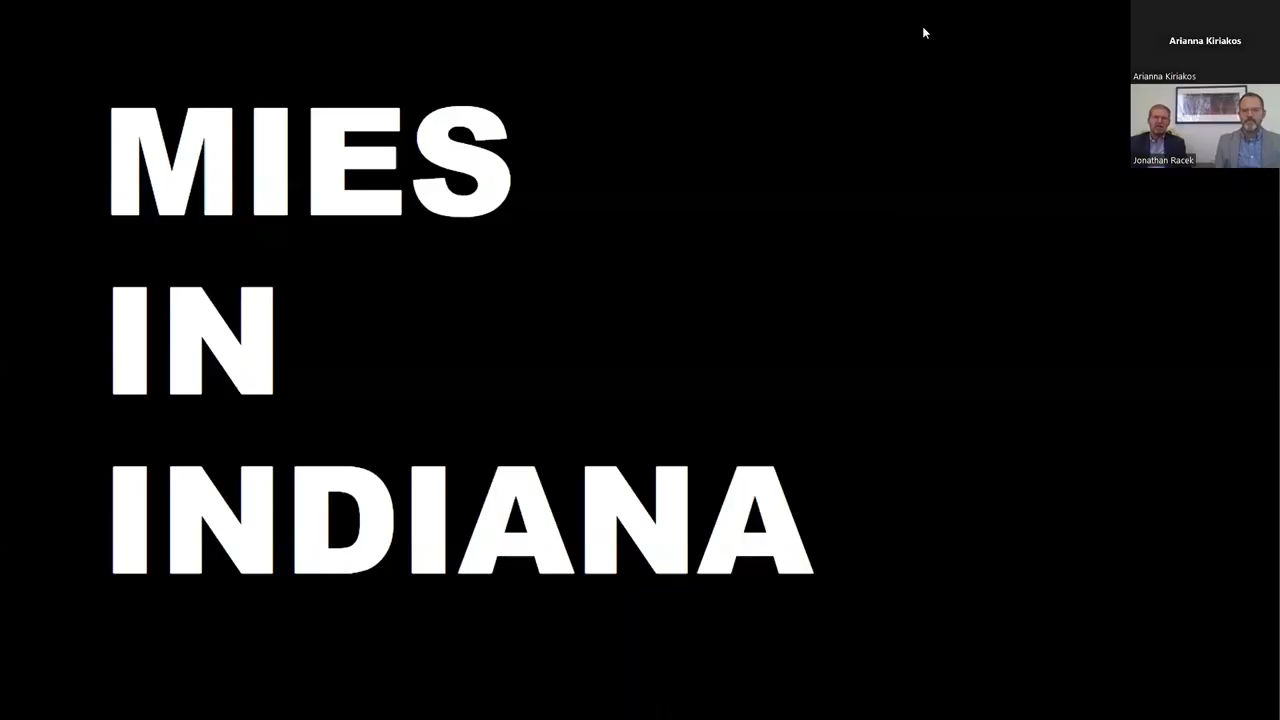 MIES
IN
INDIANA
Arianna Kiriakos
Arianna Kiriakos
Jonathan Racek